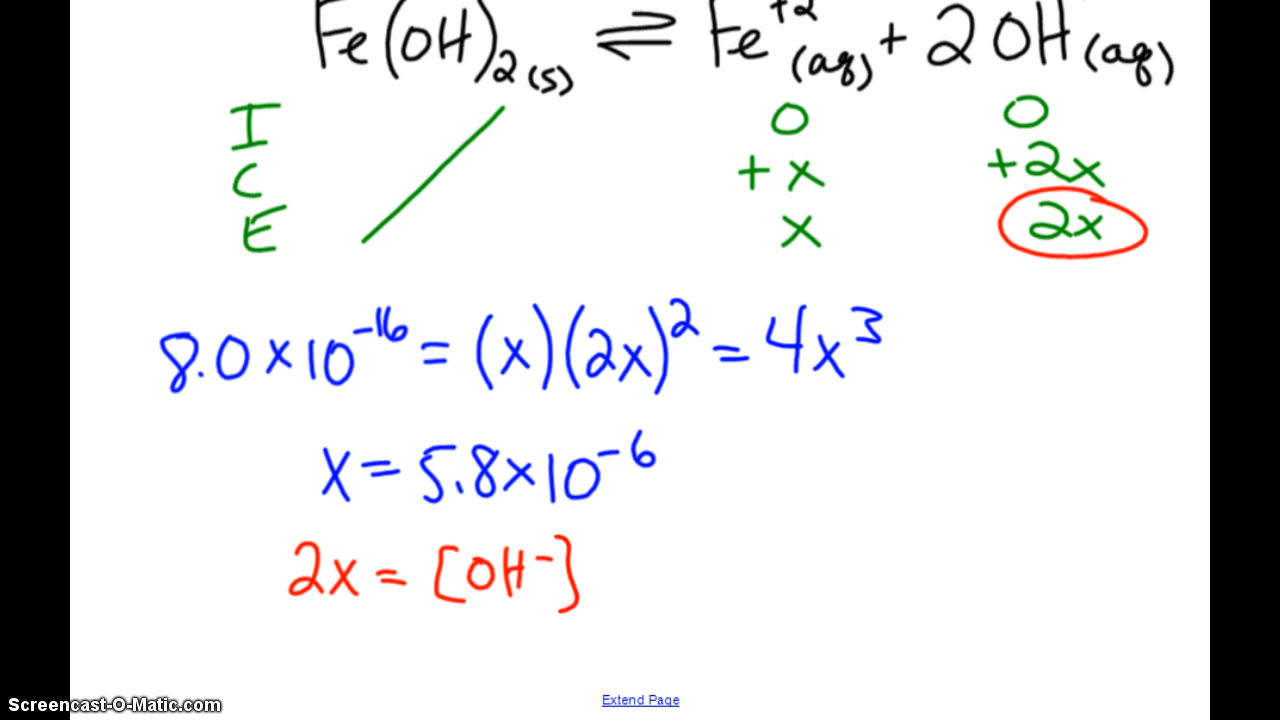 Fe(OH)₂(s) ⇌ Fe⁺²(aq) + 2OH(aq)
I 0 0
C +x +2x
E x 2x
8.0×10⁻¹⁶ = (x)(2x)² = 4x³
x = 5.8×10⁻⁶
2x = [OH⁻]
Extend Page
Screencast-O-Matic.com